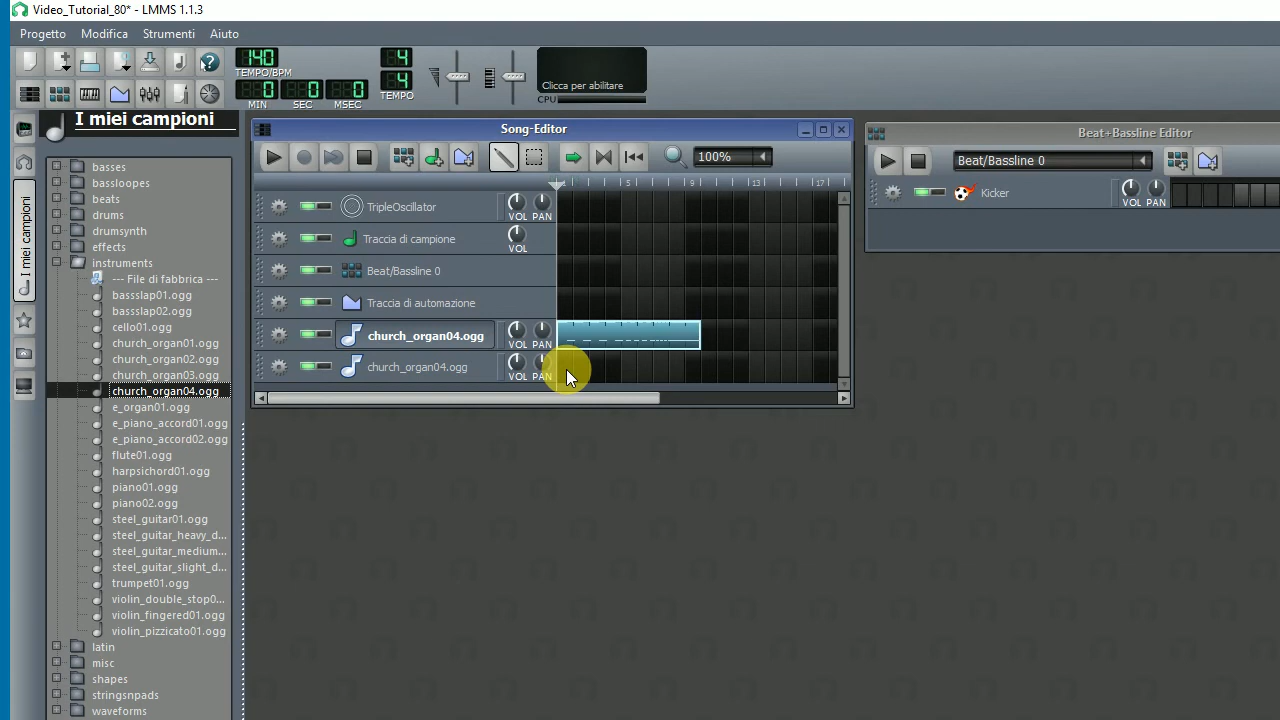 Video_Tutorial_80* - LMMS 1.1.3
Progetto Modifica Strumenti Aiuto
140
TEMPO/BPM
0 0 0
MIN SEC MSEC
4
4
TEMPO
Clicca per abilitare
CPU
I miei campioni
I miei campioni
basses
bassloopes
beats
drums
drumsynth
effects
instruments
--- File di fabbrica ---
bassslap01.ogg
bassslap02.ogg
cello01.ogg
church_organ01.ogg
church_organ02.ogg
church_organ03.ogg
church_organ04.ogg
e_organ01.ogg
e_piano_accord01.ogg
e_piano_accord02.ogg
flute01.ogg
harpsichord01.ogg
piano01.ogg
piano02.ogg
steel_guitar01.ogg
steel_guitar_heavy_d...
steel_guitar_medium...
steel_guitar_slight_d...
trumpet01.ogg
violin_double_stop0...
violin_fingered01.ogg
violin_pizzicato01.ogg
latin
misc
shapes
stringsnpads
waveforms
Song-Editor
100%
1 5 9 13 17
TripleOscillator VOL PAN
Traccia di campione VOL
Beat/Bassline 0
Traccia di automazione
church_organ04.ogg VOL PAN
church_organ04.ogg VOL PAN
Beat+Bassline Editor
Beat/Bassline 0
Kicker VOL PAN